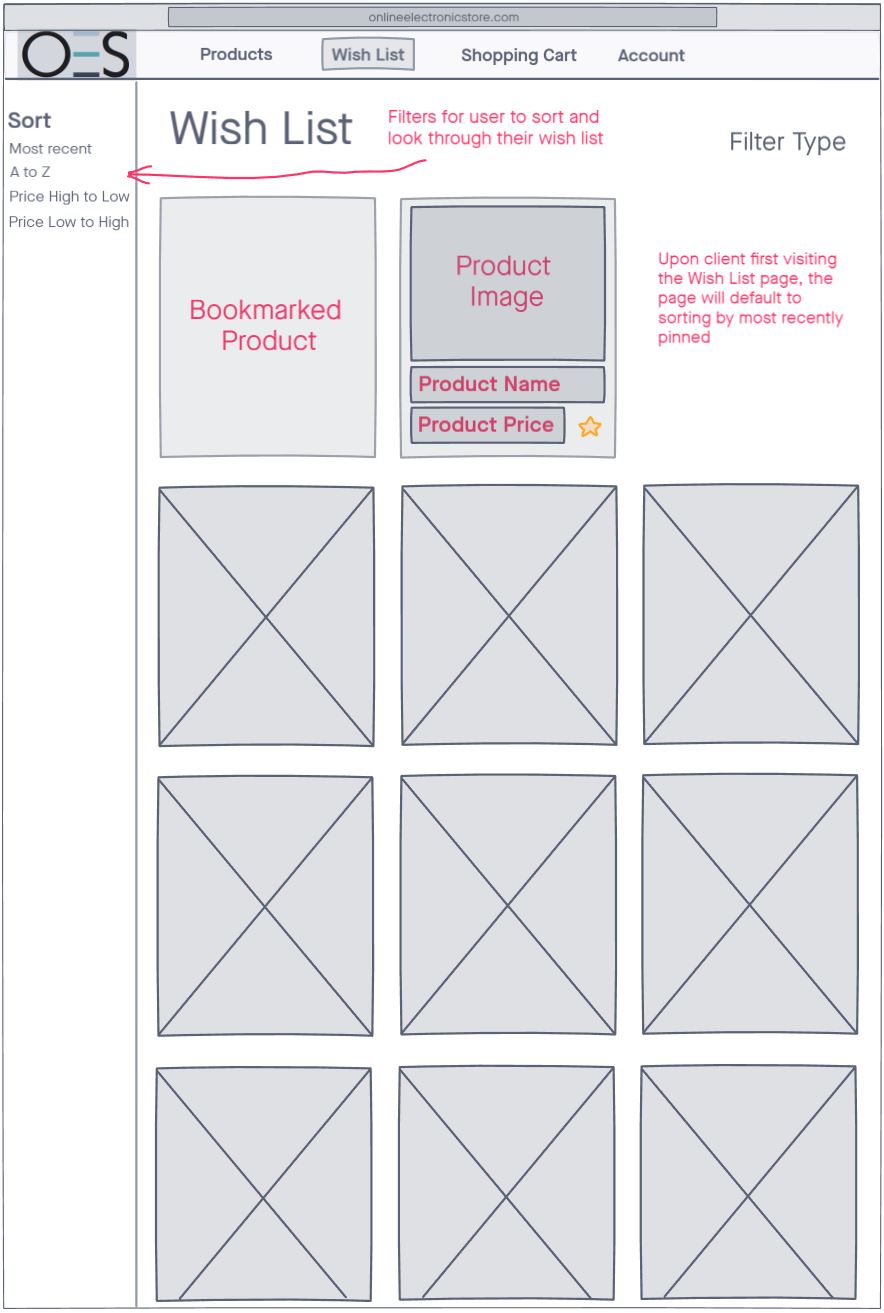 onlineelectronicstore.com
OES
Products
Wish List
Shopping Cart
Account
Sort
Most recent
A to Z
Price High to Low
Price Low to High
Wish List
Filters for user to sort and
look through their wish list
Filter Type
Bookmarked
Product
Product
Image
Product Name
Product Price
Upon client first visiting
the Wish List page, the
page will default to
sorting by most recently
pinned